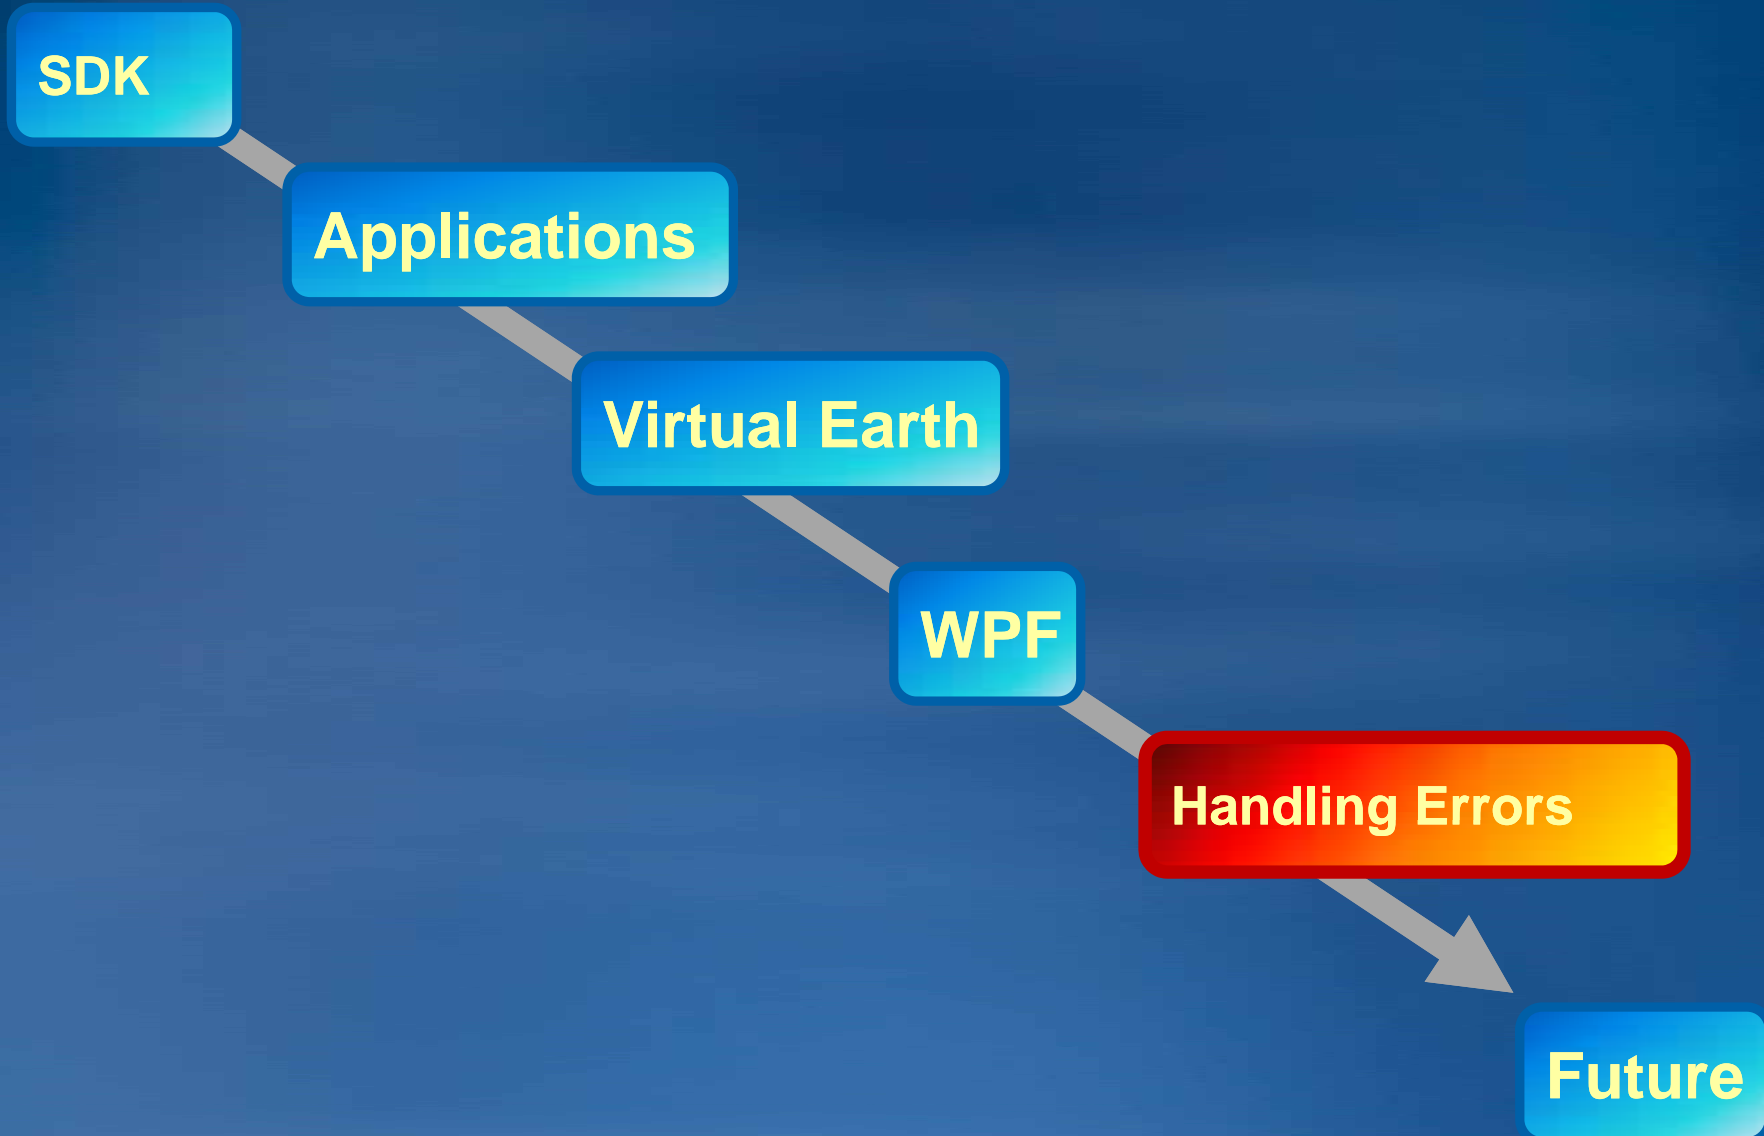 SDK
Applications
Virtual Earth
WPF
Handling Errors
Future